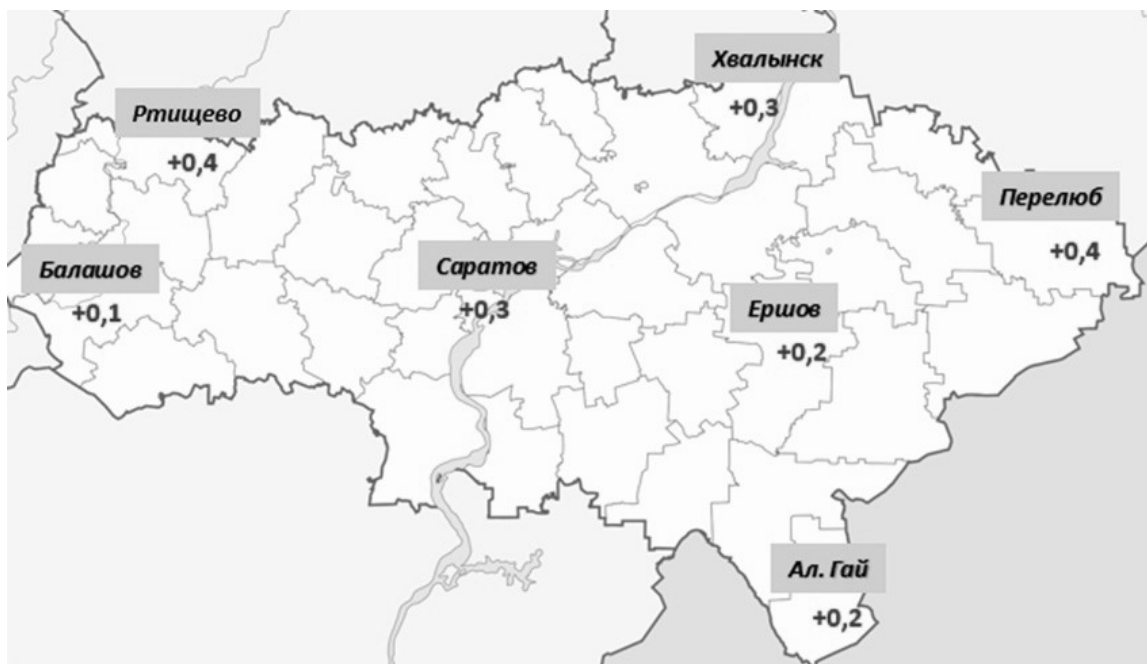 Хвалынск
+0,3
Ртищево
+0,4
Перелюб
+0,4
Балашов
+0,1
Саратов
+0,3
Ершов
+0,2
Ал. Гай
+0,2